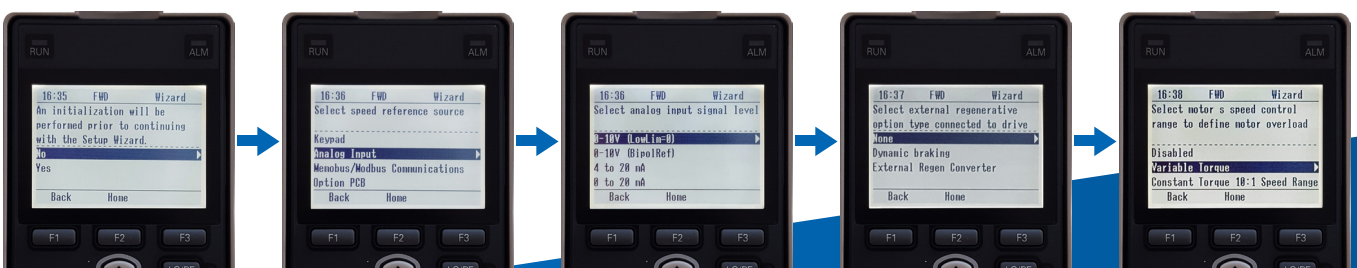 RUN
ALM
16:35 FWD Wizard
An initialization will be
performed prior to continuing
with the Setup Wizard.
No
Yes
Back Home
F1 F2 F3
RUN
ALM
16:36 FWD Wizard
Select speed reference source
Keypad
Analog Input
Memobus/Modbus Communications
Option PCB
Back Home
F1 F2 F3
RUN
ALM
16:36 FWD Wizard
Select analog input signal level
0-10V (LowLim=0)
0-10V (BipolRef)
4 to 20 mA
0 to 20 mA
Back Home
F1 F2 F3
RUN
ALM
16:37 FWD Wizard
Select external regenerative
option type connected to drive
None
Dynamic braking
External Regen Converter
Back Home
F1 F2 F3
RUN
ALM
16:38 FWD Wizard
Select motor s speed control
range to define motor overload
Disabled
Variable Torque
Constant Torque 10:1 Speed Range
Back Home
F1 F2 F3